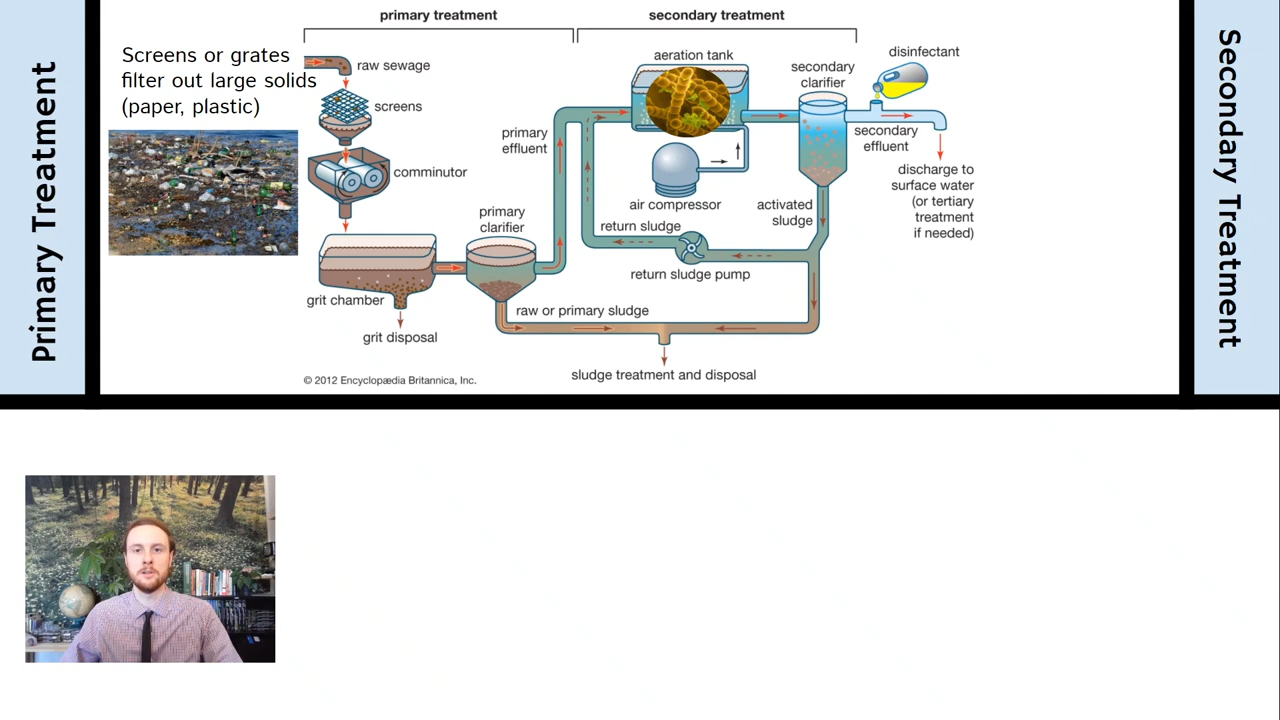 Primary Treatment
Screens or grates
filter out large solids
(paper, plastic)
primary treatment
secondary treatment
raw sewage
screens
comminutor
grit chamber
grit disposal
primary
clarifier
primary
effluent
raw or primary sludge
aeration tank
air compressor
return sludge
return sludge pump
secondary
clarifier
activated
sludge
disinfectant
secondary
effluent
discharge to
surface water
(or tertiary
treatment
if needed)
sludge treatment and disposal
© 2012 Encyclopædia Britannica, Inc.
Secondary Treatment